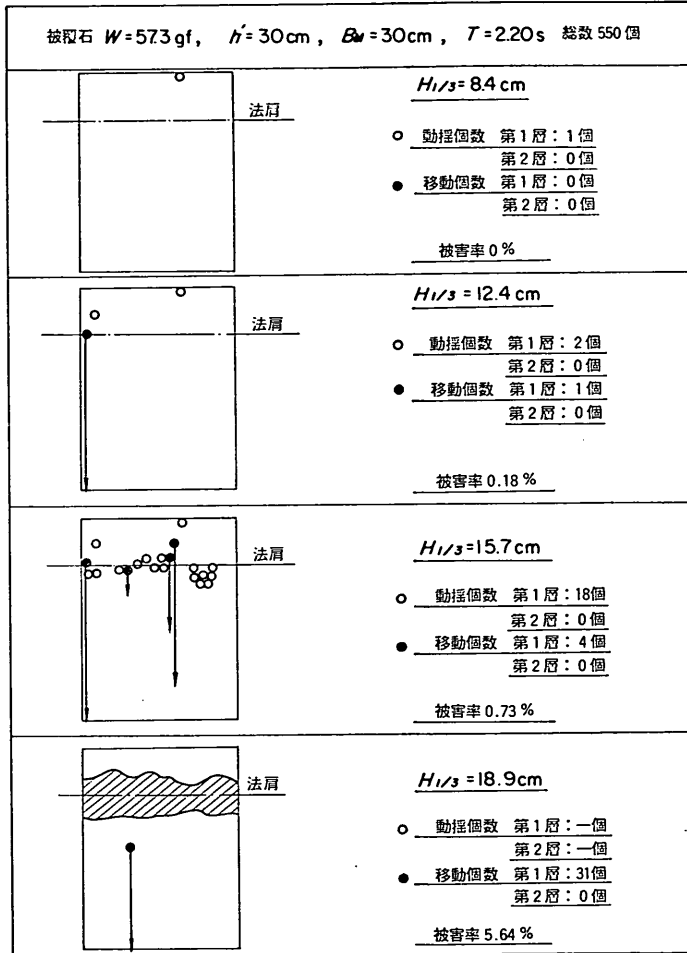 被覆石 W=57.3gf, h'=30cm, BM=30cm, T=2.20s 総数550個
法肩
H1/3=8.4cm
動揺個数 第1層:1個
第2層:0個
移動個数 第1層:0個
第2層:0個
被害率0%
法肩
H1/3=12.4cm
動揺個数 第1層:2個
第2層:0個
移動個数 第1層:1個
第2層:0個
被害率0.18%
法肩
H1/3=15.7cm
動揺個数 第1層:18個
第2層:0個
移動個数 第1層:4個
第2層:0個
被害率0.73%
法肩
H1/3=18.9cm
動揺個数 第1層:—個
第2層:—個
移動個数 第1層:31個
第2層:0個
被害率5.64%